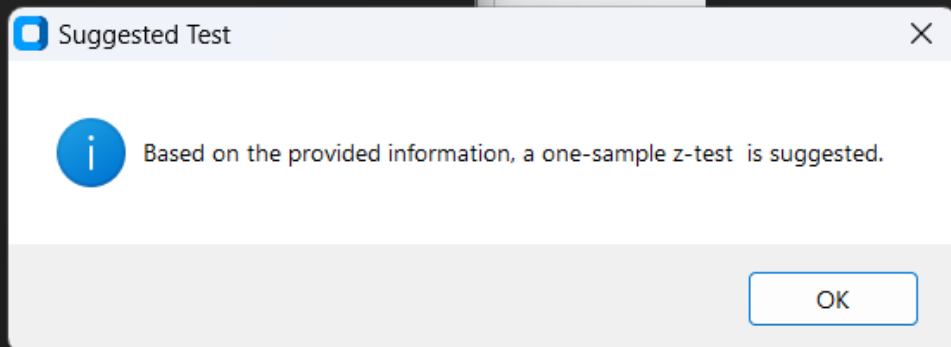 Suggested Test
Based on the provided information, a one-sample z-test  is suggested.
OK